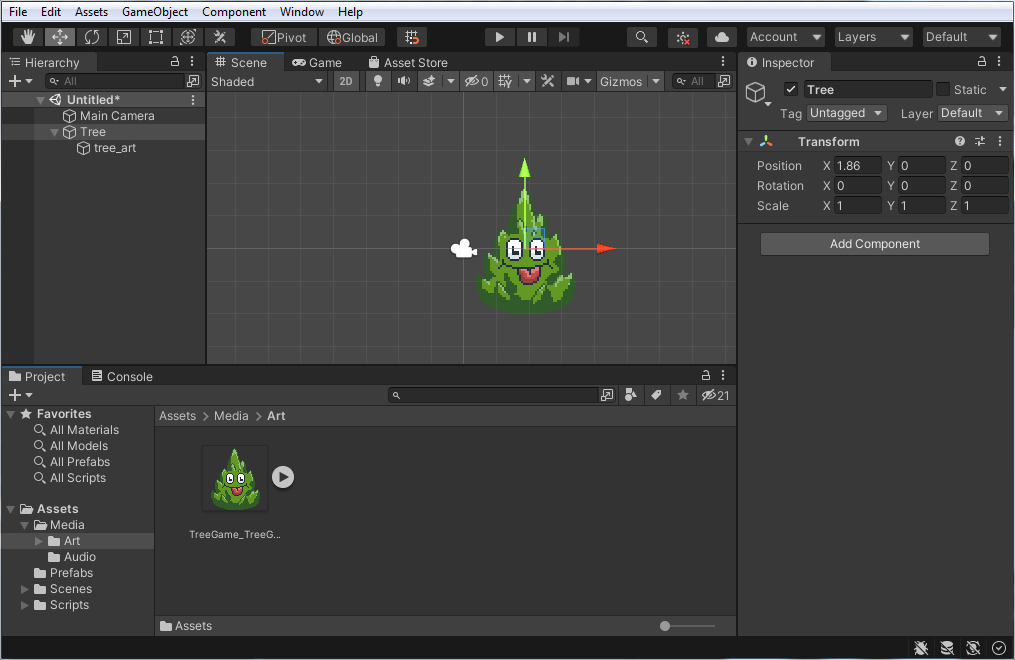 File Edit Assets GameObject Component Window Help
Pivot Global Account Layers Default
Hierarchy
All
Untitled*
Main Camera
Tree
tree_art
Scene Game Asset Store
Shaded 2D 0 Gizmos All
Inspector
Tree Static
Tag Untagged Layer Default
Transform
Position X 1.86 Y 0 Z 0
Rotation X 0 Y 0 Z 0
Scale X 1 Y 1 Z 1
Add Component
Project Console
21
Favorites
All Materials
All Models
All Prefabs
All Scripts
Assets
Media
Art
Audio
Prefabs
Scenes
Scripts
Assets > Media > Art
TreeGame_TreeG...
Assets